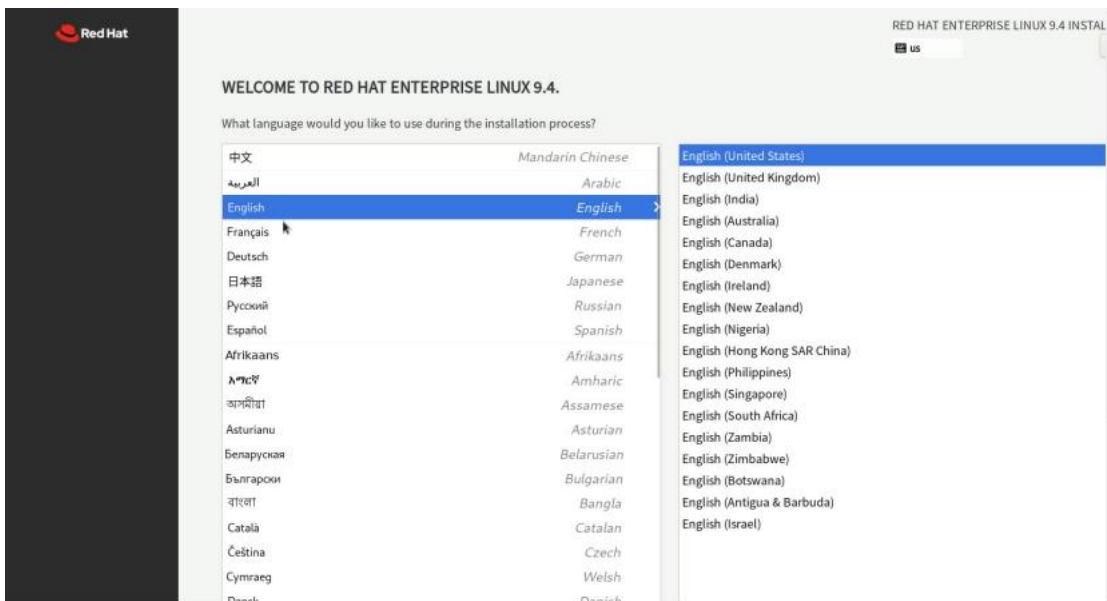 Red Hat
RED HAT ENTERPRISE LINUX 9.4 INSTAL
us
WELCOME TO RED HAT ENTERPRISE LINUX 9.4.
What language would you like to use during the installation process?
中文 Mandarin Chinese
العربية Arabic
English English
Français French
Deutsch German
日本語 Japanese
Русский Russian
Español Spanish
Afrikaans Afrikaans
አማርኛ Amharic
অসমীয়া Assamese
Asturianu Asturian
Беларуская Belarusian
Български Bulgarian
বাংলা Bangla
Català Catalan
Čeština Czech
Cymraeg Welsh
Dansk Danish
English (United States)
English (United Kingdom)
English (India)
English (Australia)
English (Canada)
English (Denmark)
English (Ireland)
English (New Zealand)
English (Nigeria)
English (Hong Kong SAR China)
English (Philippines)
English (Singapore)
English (South Africa)
English (Zambia)
English (Zimbabwe)
English (Botswana)
English (Antigua & Barbuda)
English (Israel)